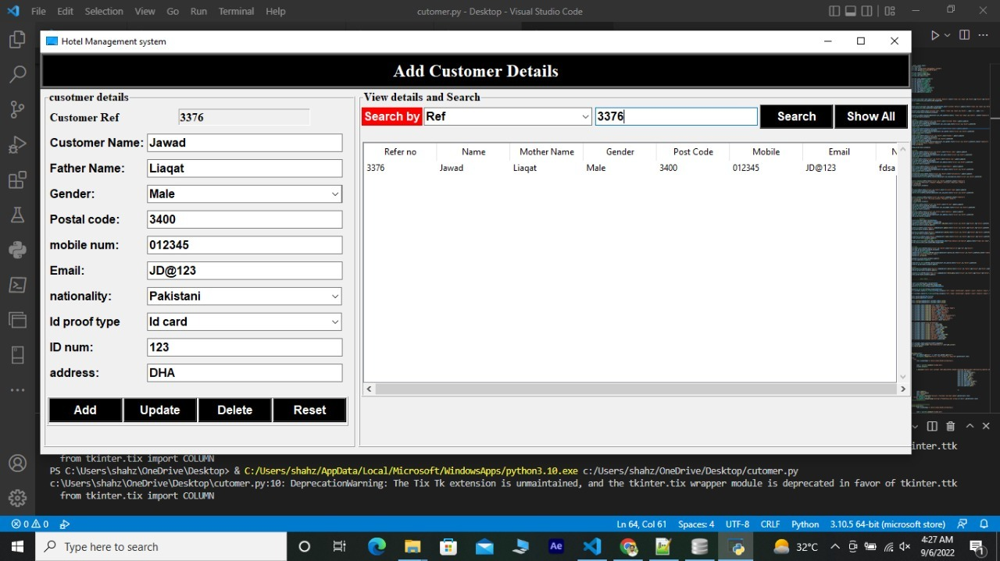 File Edit Selection View Go Run Terminal Help cutomer.py - Desktop - Visual Studio Code
Hotel Management system
Add Customer Details
cusotmer details
Customer Ref 3376
Customer Name: Jawad
Father Name: Liaqat
Gender: Male
Postal code: 3400
mobile num: 012345
Email: JD@123
nationality: Pakistani
Id proof type Id card
ID num: 123
address: DHA
Add Update Delete Reset
View details and Search
Search by Ref 3376 Search Show All
Refer no Name Mother Name Gender Post Code Mobile Email N
3376 Jawad Liaqat Male 3400 012345 JD@123 fdsa
inter.ttk
from tkinter.tix import COLUMN
PS C:\Users\shahz\OneDrive\Desktop> & C:/Users/shahz/AppData/Local/Microsoft/WindowsApps/python3.10.exe c:/Users/shahz/OneDrive/Desktop/cutomer.py
c:\Users\shahz\OneDrive\Desktop\cutomer.py:10: DeprecationWarning: The Tix Tk extension is unmaintained, and the tkinter.tix wrapper module is deprecated in favor of tkinter.ttk
from tkinter.tix import COLUMN
0 0 Ln 64, Col 61 Spaces: 4 UTF-8 CRLF Python 3.10.5 64-bit (microsoft store)
Type here to search Ae 32°C 4:27 AM
9/6/2022 1